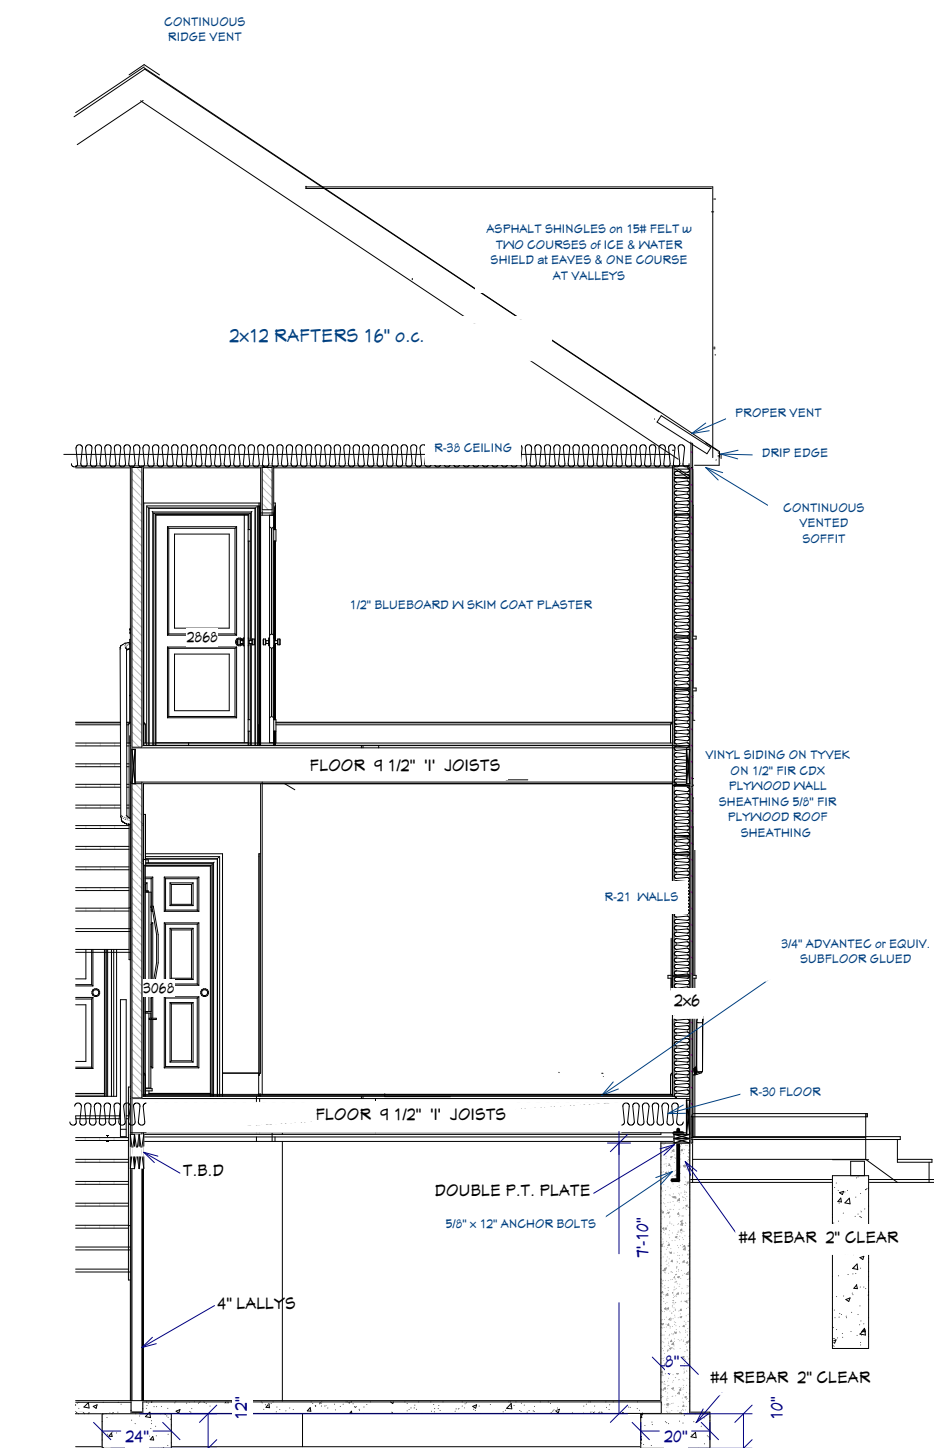 CONTINUOUS
RIDGE VENT
ASPHALT SHINGLES on 15# FELT w
TWO COURSES of ICE & WATER
SHIELD at EAVES & ONE COURSE
AT VALLEYS
2x12 RAFTERS 16" o.c.
PROPER VENT
R-38 CEILING
DRIP EDGE
CONTINUOUS
VENTED
SOFFIT
1/2" BLUEBOARD W SKIM COAT PLASTER
2868
FLOOR 9 1/2" 'I' JOISTS
VINYL SIDING ON TYVEK
ON 1/2" FIR CDX
PLYWOOD WALL
SHEATHING 5/8" FIR
PLYWOOD ROOF
SHEATHING
R-21 WALLS
3/4" ADVANTEC or EQUIV.
SUBFLOOR GLUED
3068
2x6
R-30 FLOOR
FLOOR 9 1/2" 'I' JOISTS
T.B.D
DOUBLE P.T. PLATE
5/8" x 12" ANCHOR BOLTS
7'-10"
#4 REBAR 2" CLEAR
4" LALLYS
8"
#4 REBAR 2" CLEAR
12"
10"
24"
20"